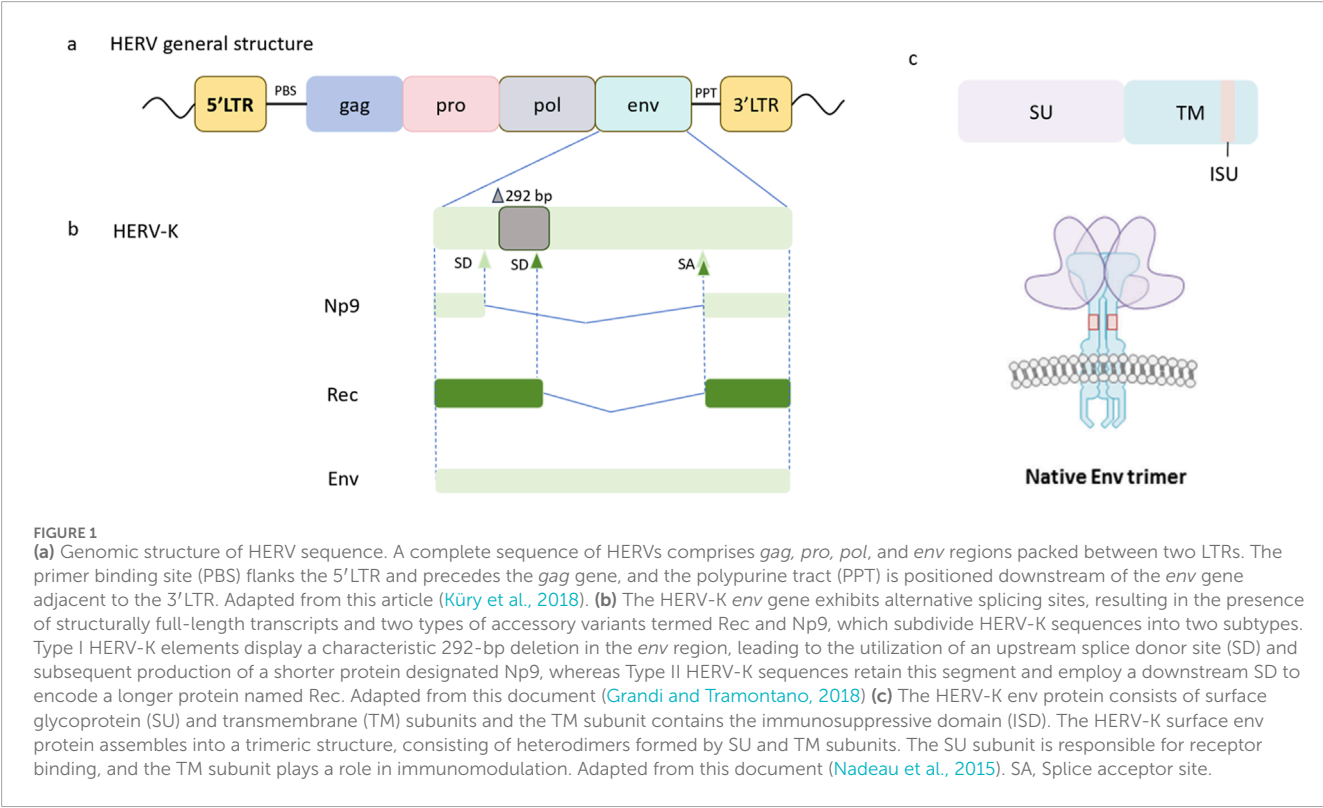 a HERV general structure
5′LTR PBS gag pro pol env PPT 3′LTR
c
SU TM
ISU
Δ 292 bp
b HERV-K
SD SD SA
Np9
Rec
Env
Native Env trimer
FIGURE 1
(a) Genomic structure of HERV sequence. A complete sequence of HERVs comprises gag, pro, pol, and env regions packed between two LTRs. The
primer binding site (PBS) flanks the 5′LTR and precedes the gag gene, and the polypurine tract (PPT) is positioned downstream of the env gene
adjacent to the 3′LTR. Adapted from this article (Küry et al., 2018). (b) The HERV-K env gene exhibits alternative splicing sites, resulting in the presence
of structurally full-length transcripts and two types of accessory variants termed Rec and Np9, which subdivide HERV-K sequences into two subtypes.
Type I HERV-K elements display a characteristic 292-bp deletion in the env region, leading to the utilization of an upstream splice donor site (SD) and
subsequent production of a shorter protein designated Np9, whereas Type II HERV-K sequences retain this segment and employ a downstream SD to
encode a longer protein named Rec. Adapted from this document (Grandi and Tramontano, 2018) (c) The HERV-K env protein consists of surface
glycoprotein (SU) and transmembrane (TM) subunits and the TM subunit contains the immunosuppressive domain (ISD). The HERV-K surface env
protein assembles into a trimeric structure, consisting of heterodimers formed by SU and TM subunits. The SU subunit is responsible for receptor
binding, and the TM subunit plays a role in immunomodulation. Adapted from this document (Nadeau et al., 2015). SA, Splice acceptor site.